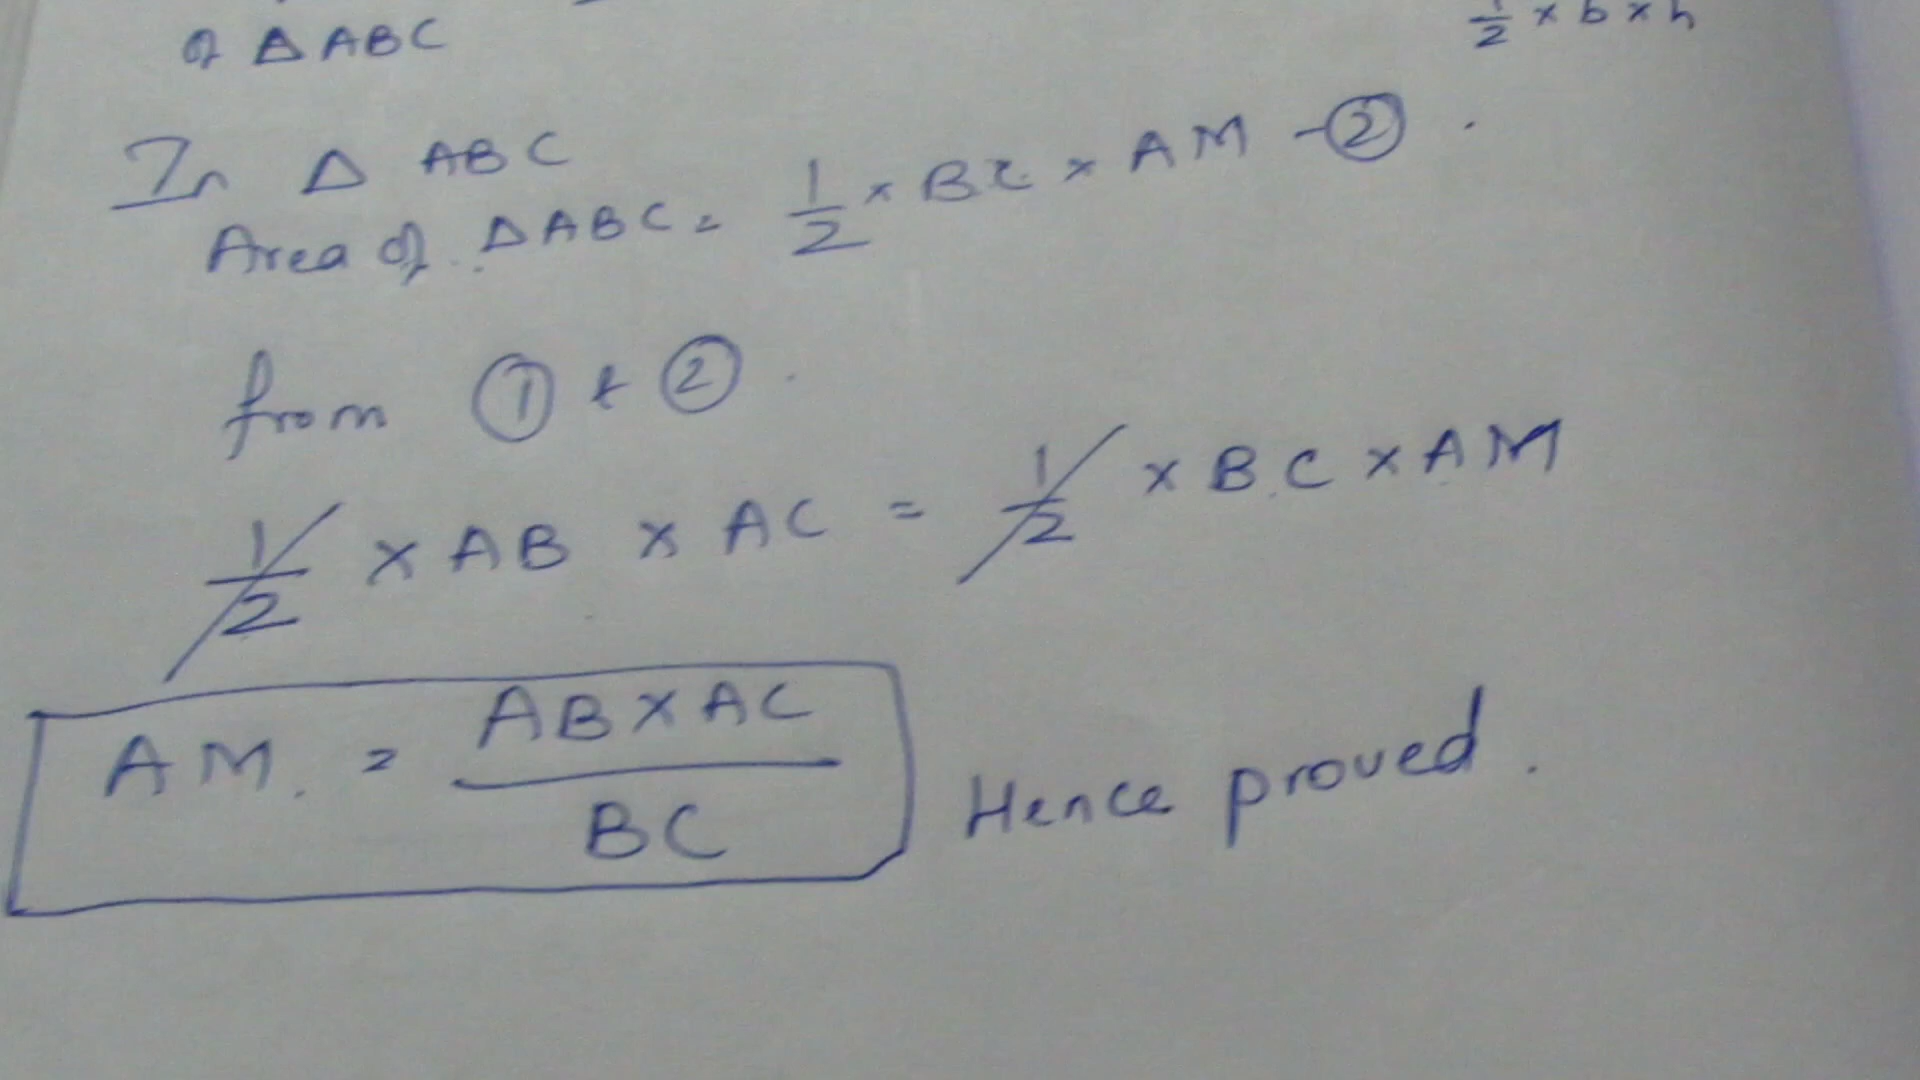 of Δ ABC
1/2 × b × h
In Δ ABC
Area of ΔABC = 1/2 × BC × AM - ②
from ① & ②
1/2 × AB × AC = 1/2 × BC × AM
AM = AB×AC / BC
Hence proved.